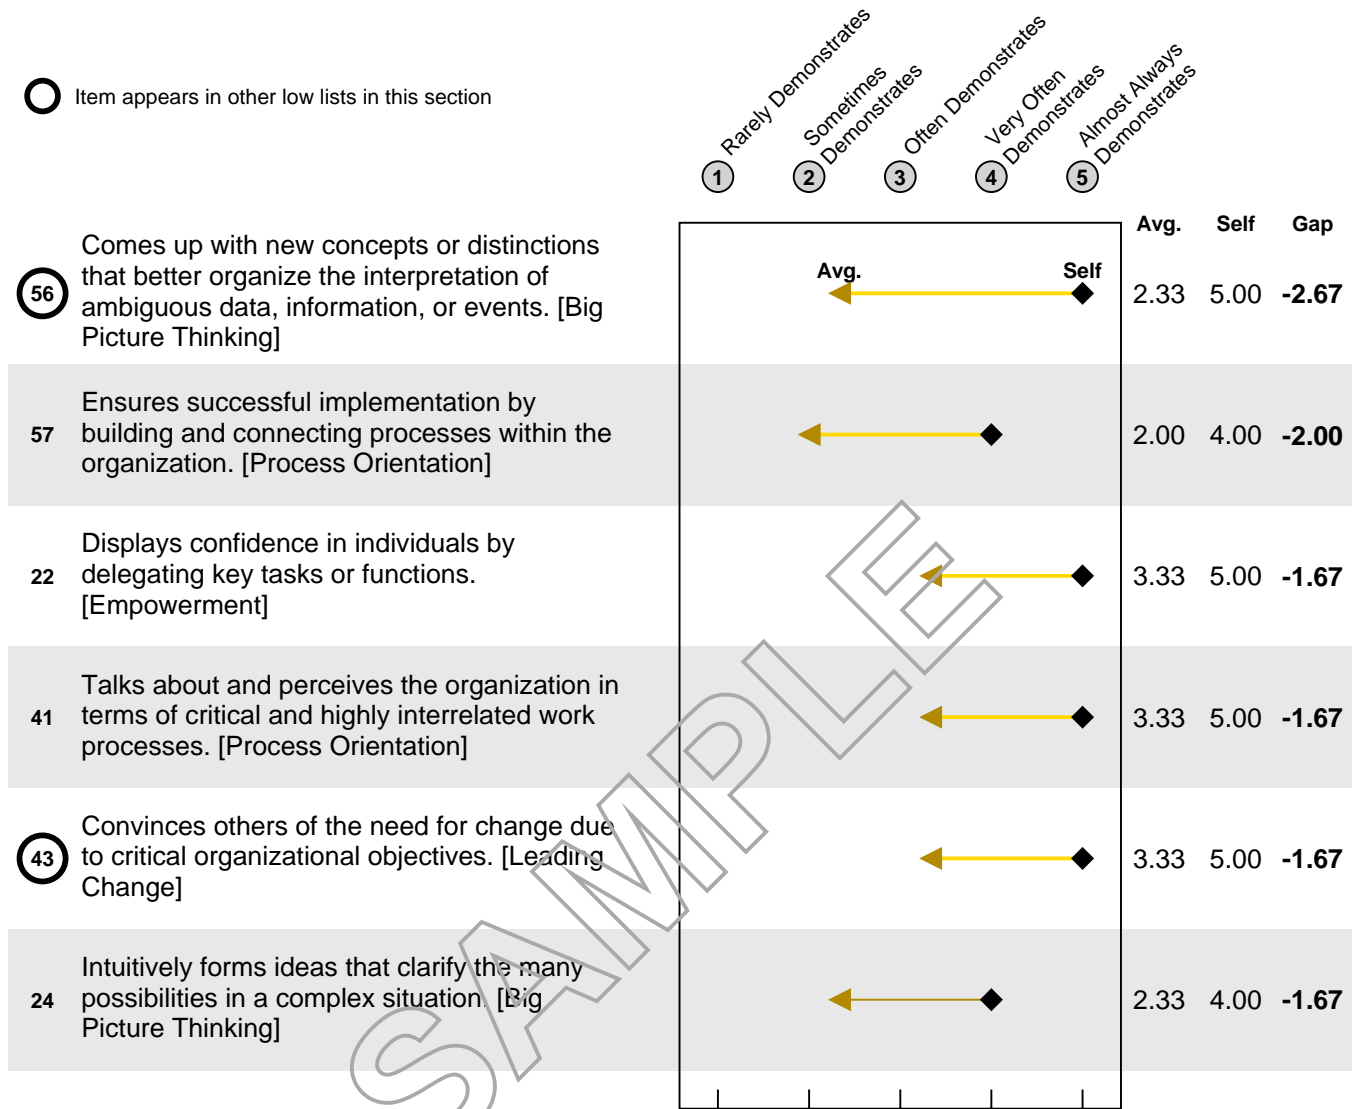 Item appears in other low lists in this section
Rarely Demonstrates
Sometimes
Demonstrates
Often Demonstrates
Very Often
Demonstrates
Almost Always
Demonstrates
1 2 3 4 5
Avg. Self Gap
Comes up with new concepts or distinctions
that better organize the interpretation of
56 ambiguous data, information, or events. [Big
Picture Thinking]
Avg. Self
2.33 5.00 -2.67
Ensures successful implementation by
57 building and connecting processes within the
organization. [Process Orientation]
2.00 4.00 -2.00
Displays confidence in individuals by
22 delegating key tasks or functions.
[Empowerment]
3.33 5.00 -1.67
Talks about and perceives the organization in
41 terms of critical and highly interrelated work
processes. [Process Orientation]
3.33 5.00 -1.67
Convinces others of the need for change due
43 to critical organizational objectives. [Leading
Change]
3.33 5.00 -1.67
Intuitively forms ideas that clarify the many
24 possibilities in a complex situation. [Big
Picture Thinking]
2.33 4.00 -1.67
SAMPLE